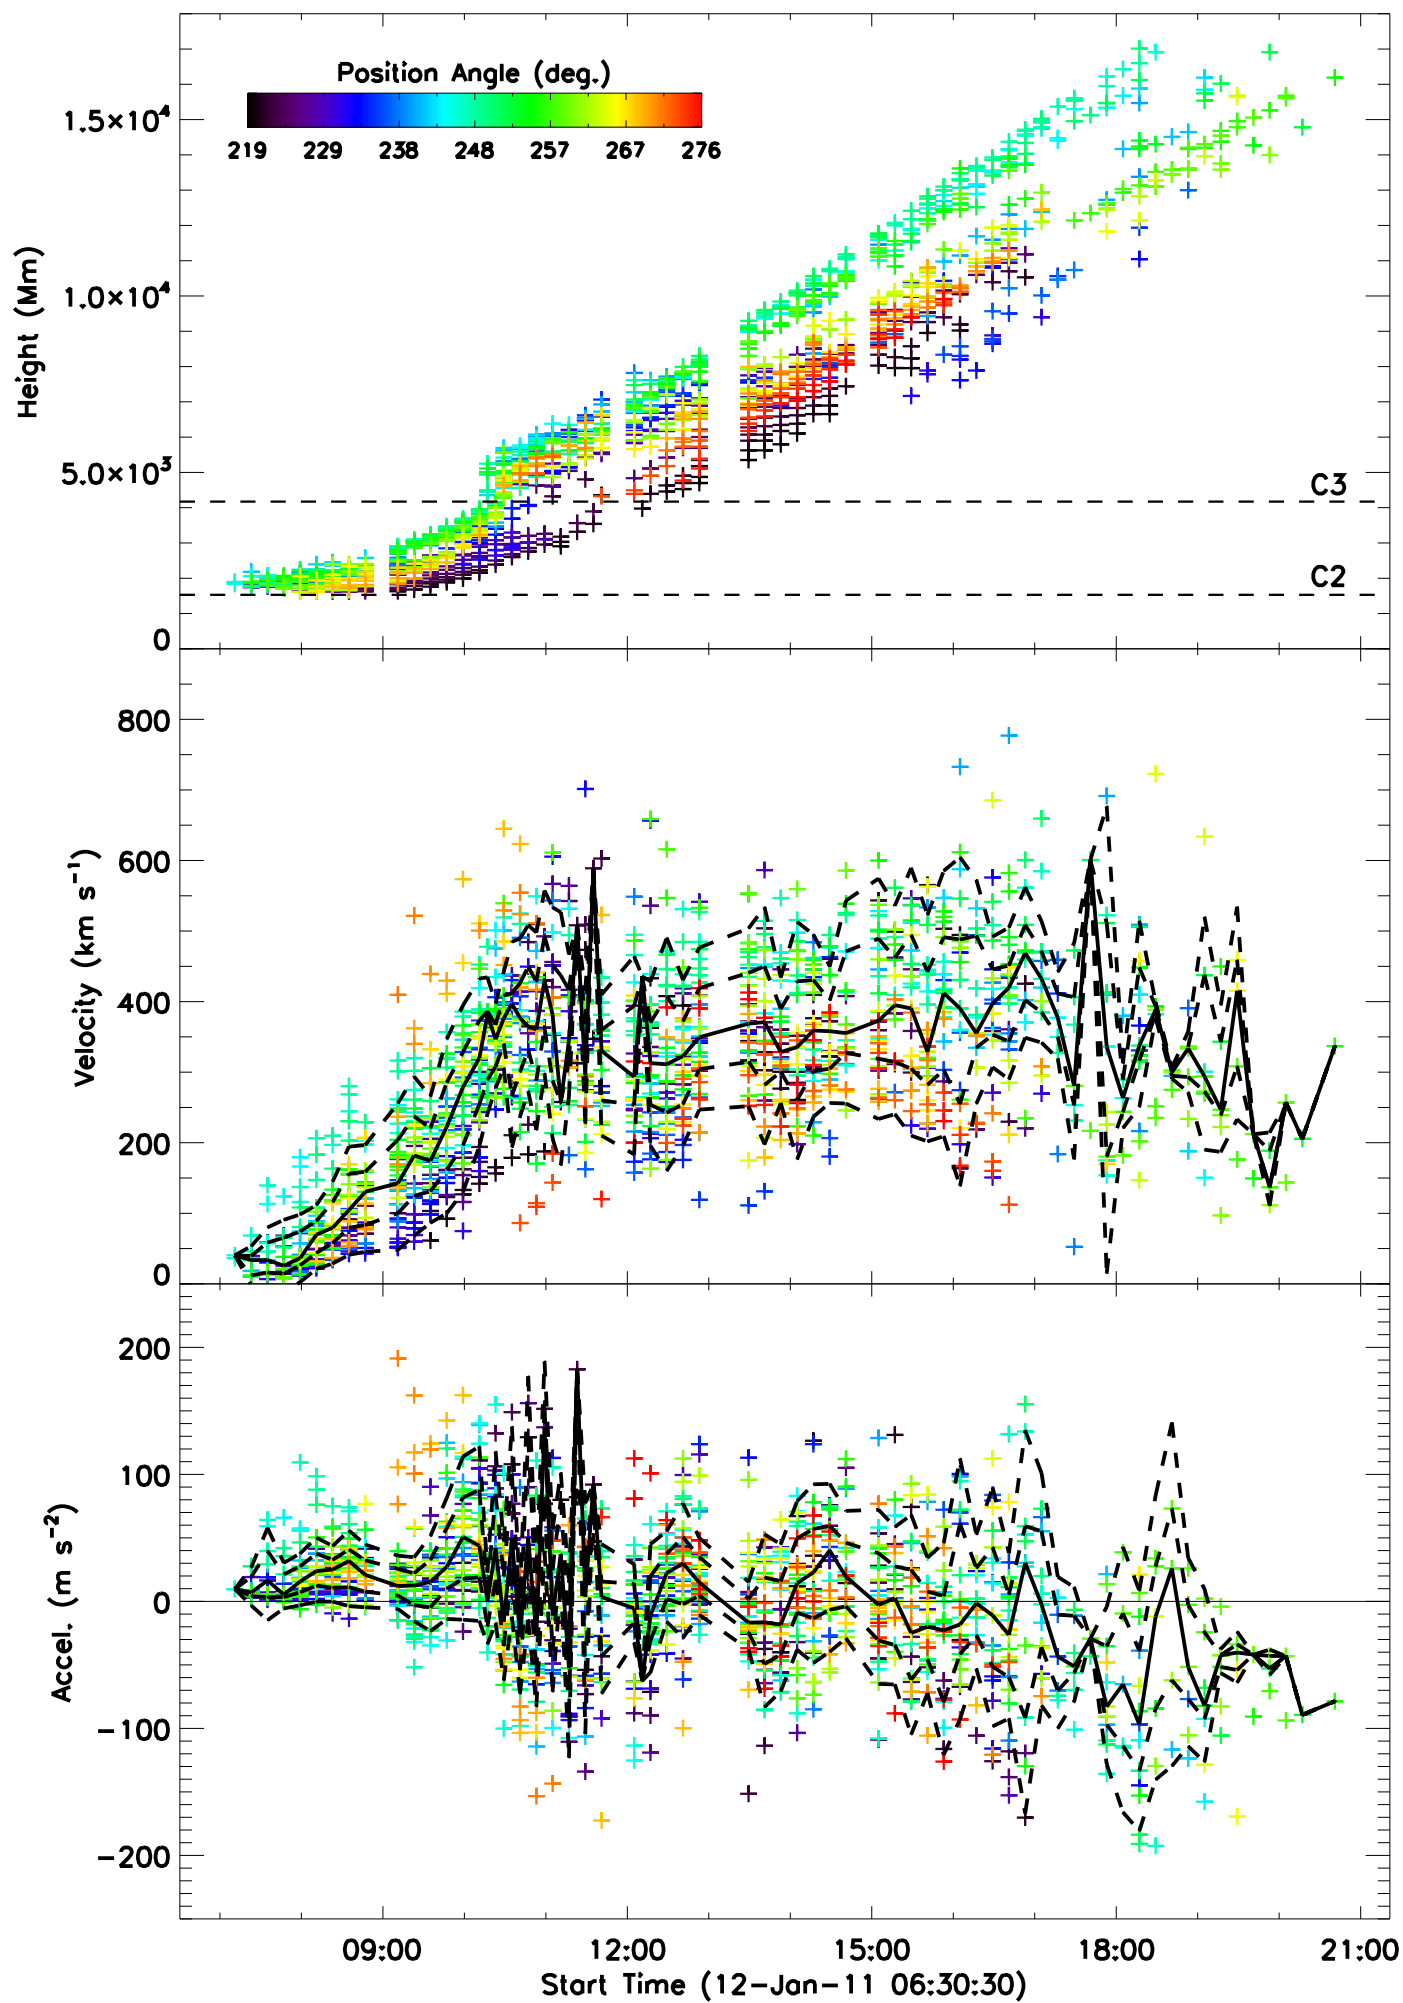 Position Angle (deg.)
219 229 238 248 257 267 276
1.5×10⁴
1.0×10⁴
5.0×10³
0
Height (Mm)
C3
C2
800
600
400
200
0
Velocity (km s⁻¹)
200
100
0
−100
−200
Accel. (m s⁻²)
09:00 12:00 15:00 18:00 21:00
Start Time (12−Jan−11 06:30:30)